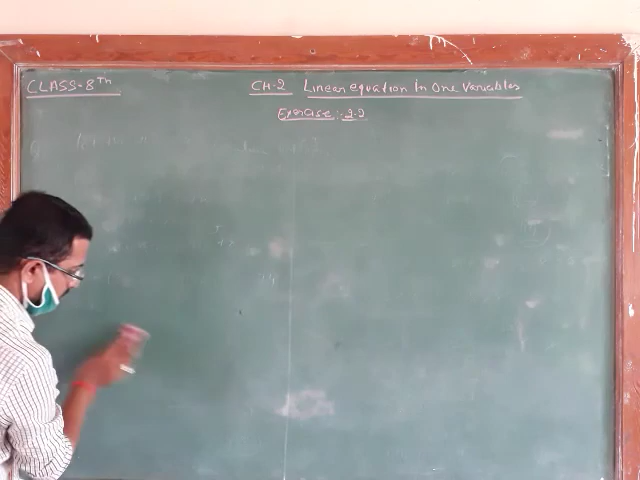 CLASS-8th
CH-2 Linear equation In One Variables
Exercise:-2.2